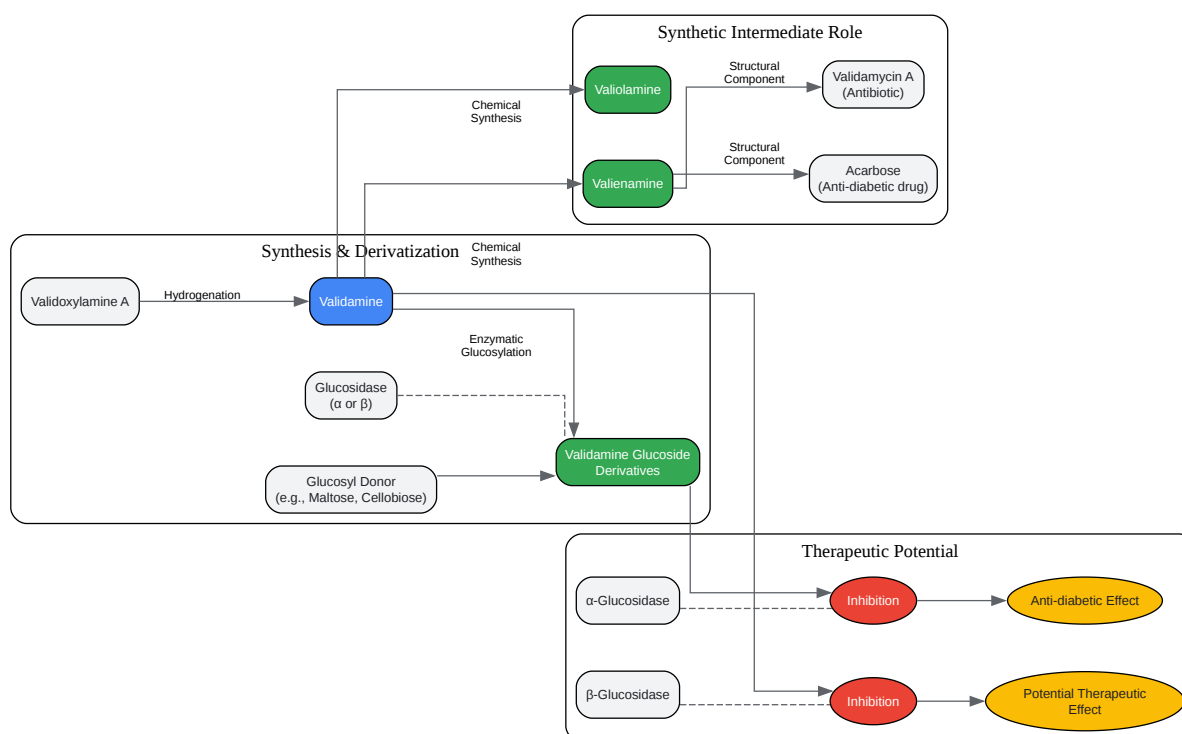 Synthetic Intermediate Role
Structural
Component
Valiolamine
Validamycin A
(Antibiotic)
Chemical
Synthesis
Structural
Component
Valienamine
Acarbose
(Anti-diabetic drug)
Synthesis & Derivatization
Chemical
Synthesis
Validoxylamine A
Hydrogenation
Validamine
Enzymatic
Glucosylation
Glucosidase
(α or β)
Validamine Glucoside
Derivatives
Glucosyl Donor
(e.g., Maltose, Cellobiose)
Therapeutic Potential
α-Glucosidase
Inhibition
Anti-diabetic Effect
β-Glucosidase
Inhibition
Potential Therapeutic
Effect